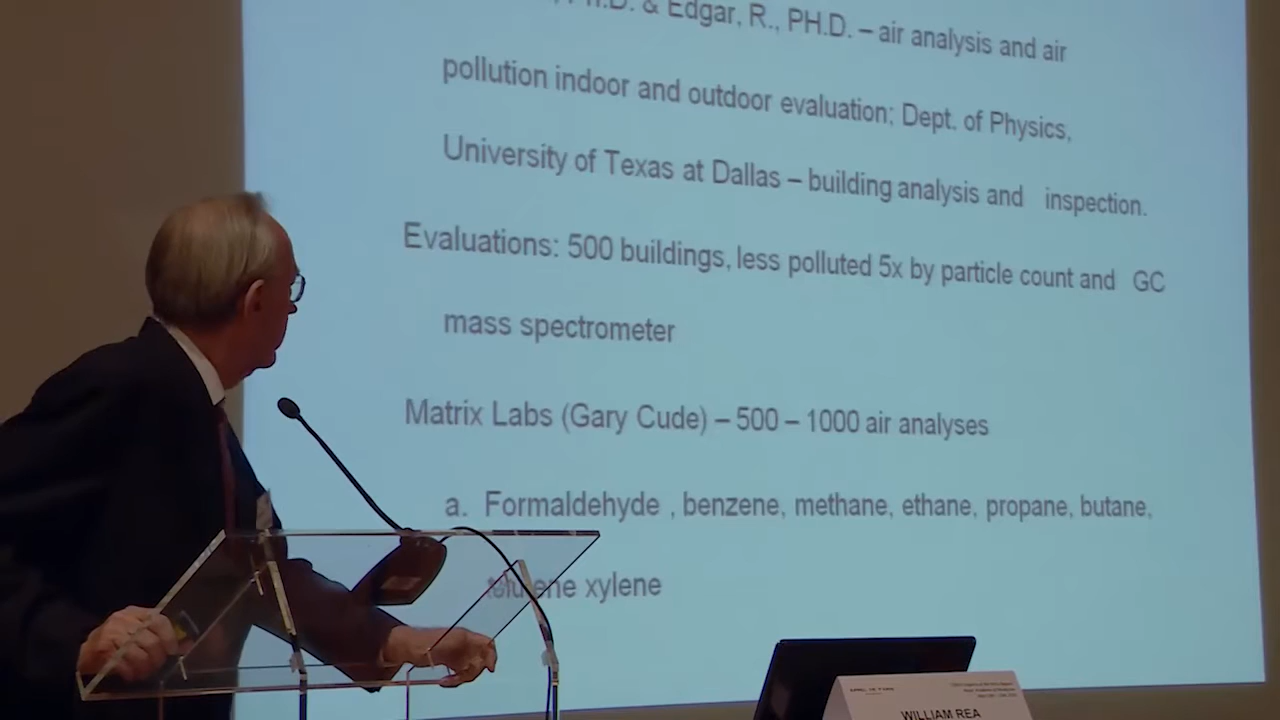 Ph.D. & Edgar, R., PH.D. – air analysis and air
pollution indoor and outdoor evaluation; Dept. of Physics,
University of Texas at Dallas – building analysis and inspection.
Evaluations: 500 buildings, less polluted 5x by particle count and GC
mass spectrometer
Matrix Labs (Gary Cude) – 500 – 1000 air analyses
a. Formaldehyde , benzene, methane, ethane, propane, butane,
toluene xylene
WILLIAM REA